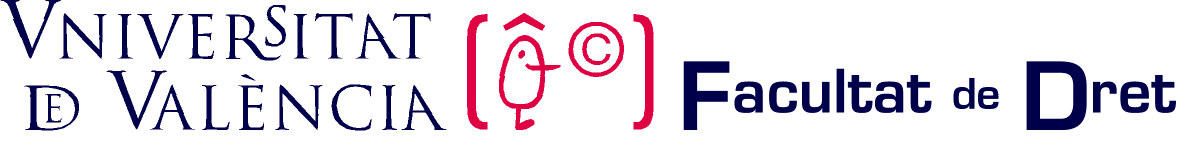 VNIVERSITAT
DE VALÈNCIA
©
Facultat de Dret